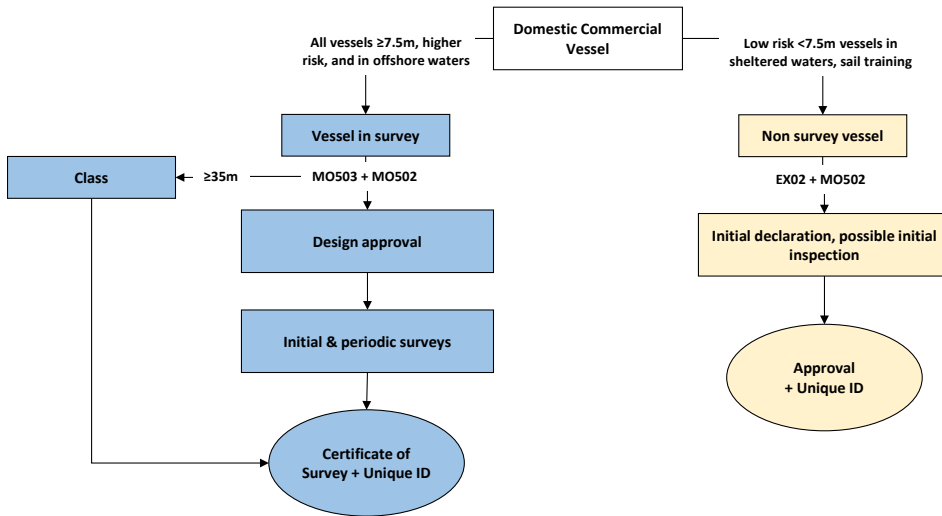 Domestic Commercial
Vessel
All vessels ≥7.5m, higher
risk, and in offshore waters
Low risk <7.5m vessels in
sheltered waters, sail training
Vessel in survey
Non survey vessel
Class
≥35m
MO503 + MO502
EX02 + MO502
Design approval
Initial declaration, possible initial
inspection
Initial & periodic surveys
Approval
+ Unique ID
Certificate of
Survey + Unique ID